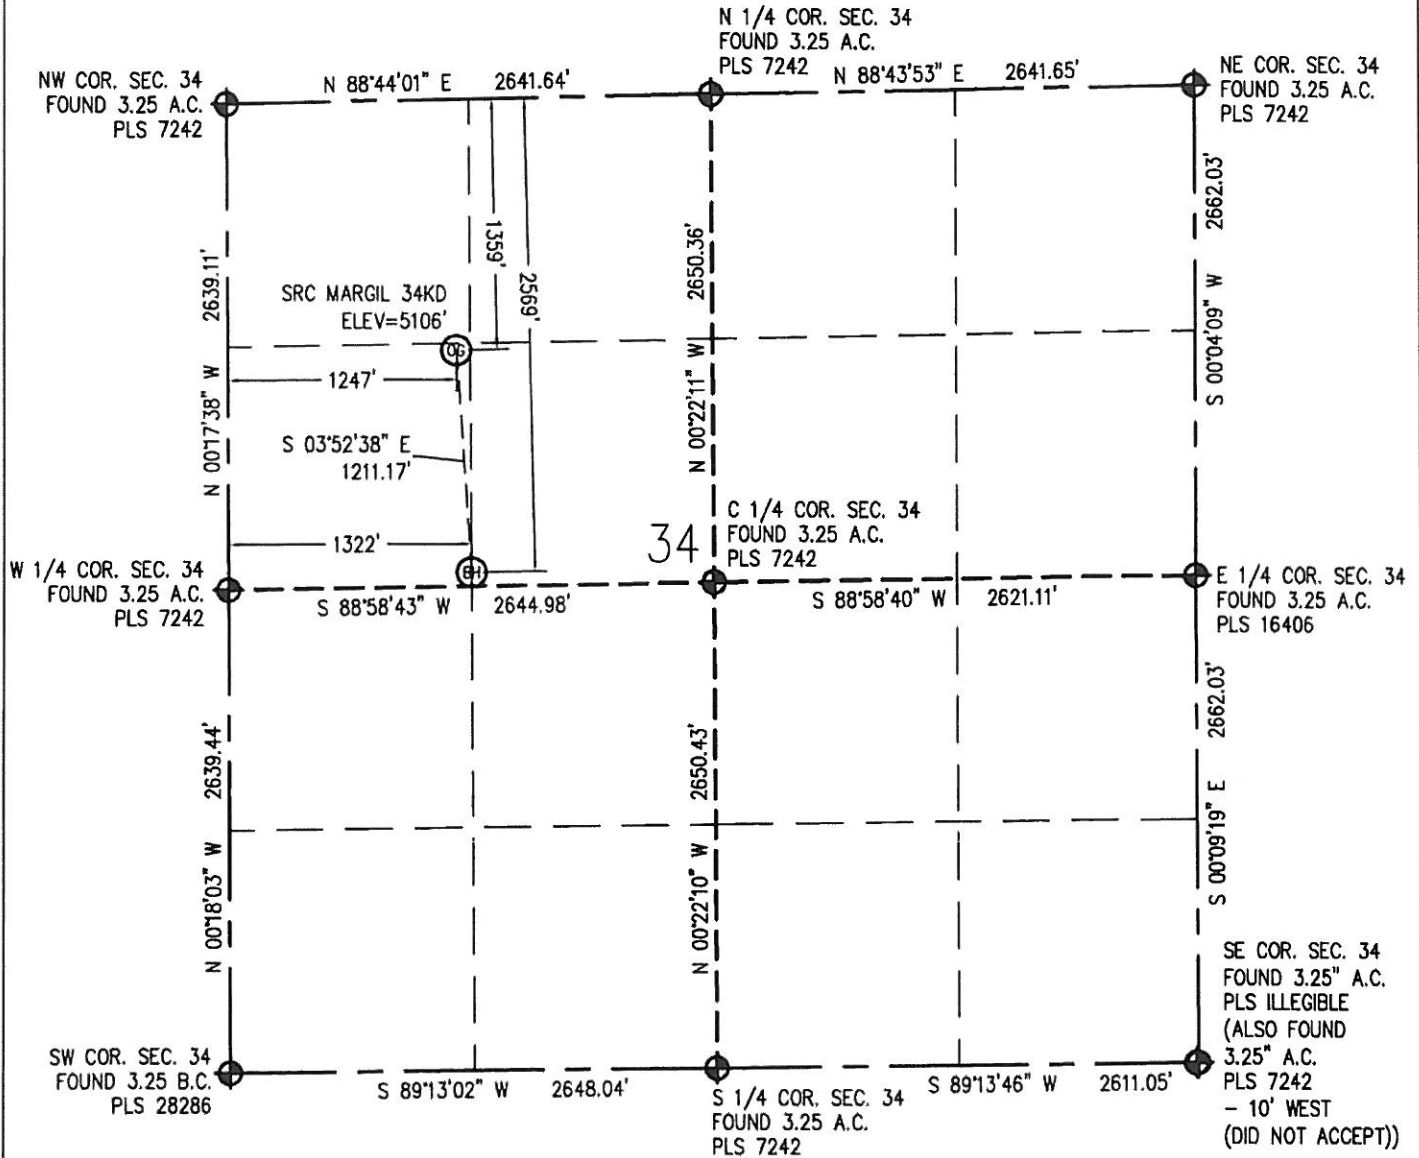 N 1/4 COR. SEC. 34
FOUND 3.25 A.C.
PLS 7242
NW COR. SEC. 34
FOUND 3.25 A.C.
PLS 7242
N 88°44'01" E 2641.64'
N 88°43'53" E 2641.65'
NE COR. SEC. 34
FOUND 3.25 A.C.
PLS 7242
2639.11'
N 00°17'38" W
1359'
2569'
2650.36'
N 00°22'11" W
2662.03'
S 00°04'09" W
SRC MARGIL 34KD
ELEV=5106'
OG
1247'
S 03°52'38" E
1211.17'
1322'
BH
34
C 1/4 COR. SEC. 34
FOUND 3.25 A.C.
PLS 7242
W 1/4 COR. SEC. 34
FOUND 3.25 A.C.
PLS 7242
S 88°58'43" W 2644.98'
S 88°58'40" W 2621.11'
E 1/4 COR. SEC. 34
FOUND 3.25 A.C.
PLS 16406
2639.44'
N 00°18'03" W
2650.43'
N 00°22'10" W
2662.03'
S 00°09'19" E
SW COR. SEC. 34
FOUND 3.25 B.C.
PLS 28286
S 89°13'02" W 2648.04'
S 1/4 COR. SEC. 34
FOUND 3.25 A.C.
PLS 7242
S 89°13'46" W 2611.05'
SE COR. SEC. 34
FOUND 3.25" A.C.
PLS ILLEGIBLE
(ALSO FOUND
3.25" A.C.
PLS 7242
- 10' WEST
(DID NOT ACCEPT))